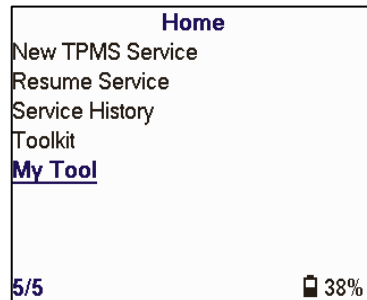 Home
New TPMS Service
Resume Service
Service History
Toolkit
My Tool
5/5 38%